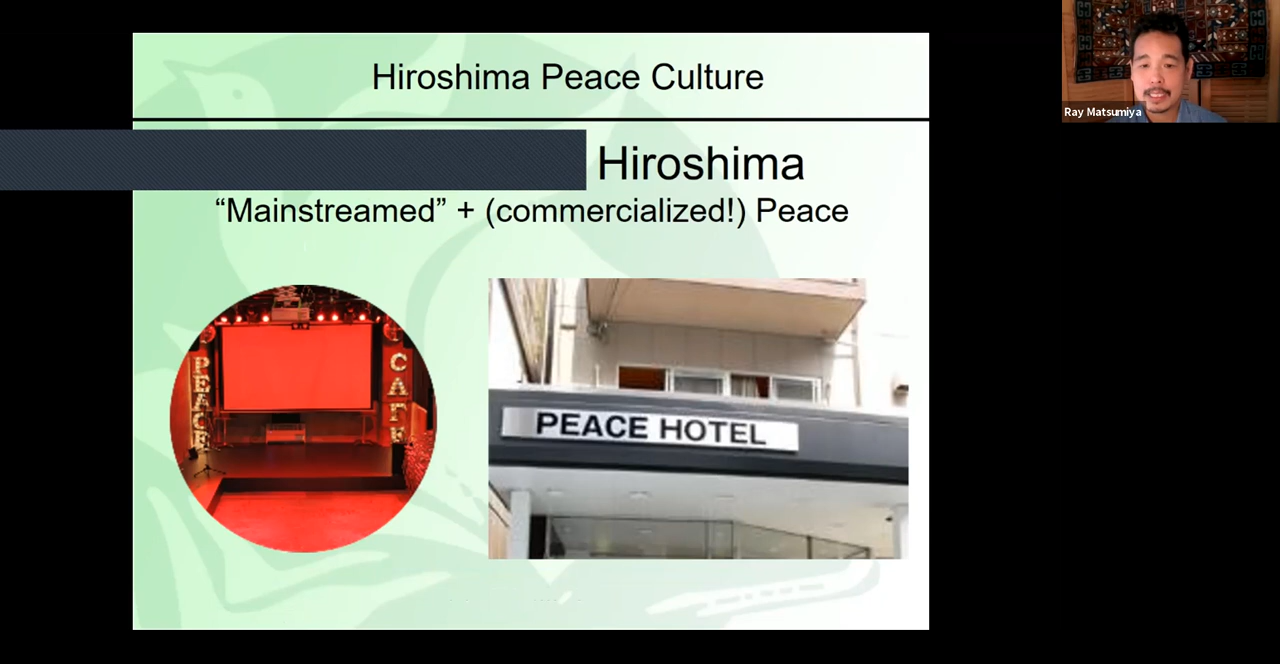 Hiroshima Peace Culture
Ray Matsumiya
Hiroshima
“Mainstreamed” + (commercialized!) Peace
PEACE
CAFE
PEACE HOTEL